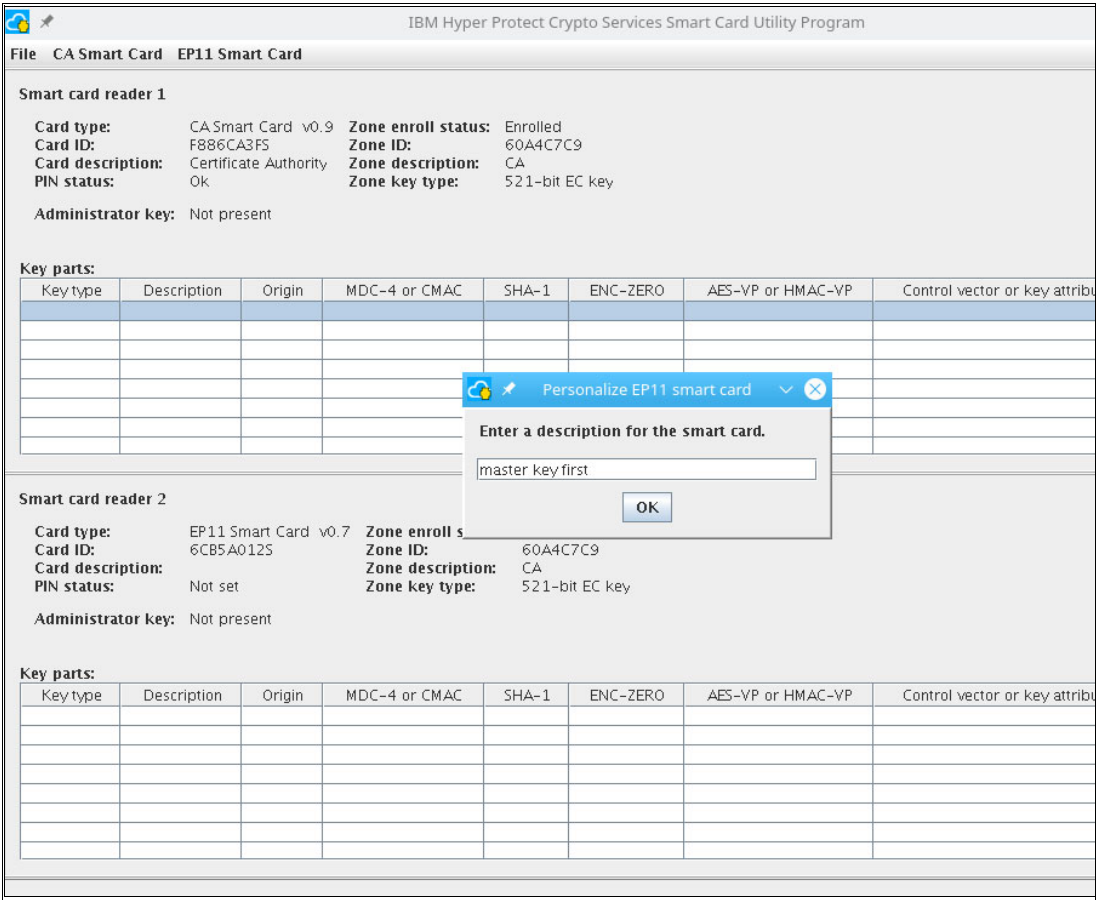 IBM Hyper Protect Crypto Services Smart Card Utility Program
File CA Smart Card EP11 Smart Card
Smart card reader 1
Card type: CA Smart Card v0.9 Zone enroll status: Enrolled
Card ID: F886CA3FS Zone ID: 60A4C7C9
Card description: Certificate Authority Zone description: CA
PIN status: Ok Zone key type: 521-bit EC key
Administrator key: Not present
Key parts:
Key type Description Origin MDC-4 or CMAC SHA-1 ENC-ZERO AES-VP or HMAC-VP Control vector or key attribu
Personalize EP11 smart card
Enter a description for the smart card.
master key first
OK
Smart card reader 2
Card type: EP11 Smart Card v0.7 Zone enroll s
Card ID: 6CB5A012S Zone ID: 60A4C7C9
Card description: Zone description: CA
PIN status: Not set Zone key type: 521-bit EC key
Administrator key: Not present
Key parts:
Key type Description Origin MDC-4 or CMAC SHA-1 ENC-ZERO AES-VP or HMAC-VP Control vector or key attribu